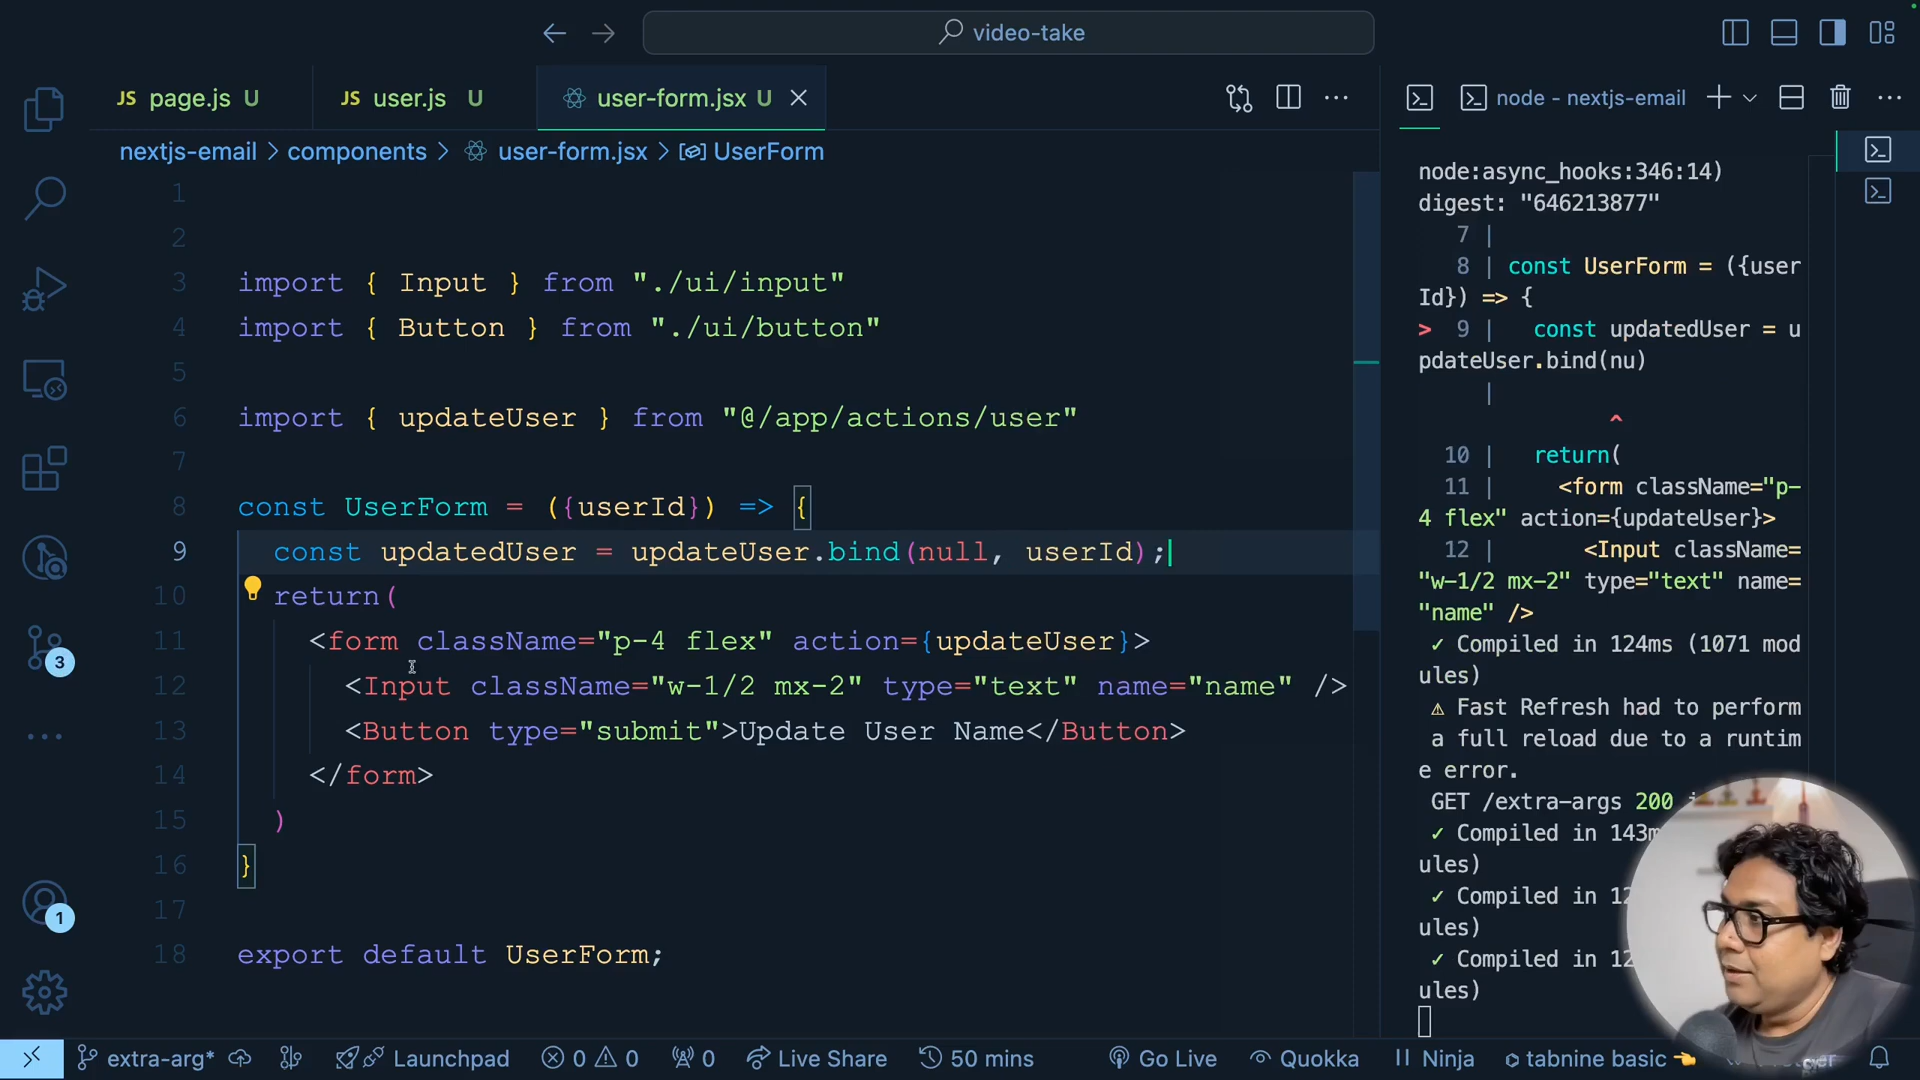 video-take
JS page.js U
JS user.js U
user-form.jsx U
node - nextjs-email
nextjs-email > components > user-form.jsx > UserForm
1
2
3 import { Input } from "./ui/input"
4 import { Button } from "./ui/button"
5
6 import { updateUser } from "@/app/actions/user"
7
8 const UserForm = ({userId}) => {
9 const updatedUser = updateUser.bind(null, userId);
10 return(
11 <form className="p-4 flex" action={updateUser}>
12 <Input className="w-1/2 mx-2" type="text" name="name" />
13 <Button type="submit">Update User Name</Button>
14 </form>
15 )
16 }
17
18 export default UserForm;
node:async_hooks:346:14)
digest: "646213877"
7 |
8 | const UserForm = ({user
Id}) => {
> 9 | const updatedUser = u
pdateUser.bind(nu)
|
^
10 | return(
11 | <form className="p-
4 flex" action={updateUser}>
12 | <Input className=
"w-1/2 mx-2" type="text" name=
"name" />
✓ Compiled in 124ms (1071 mod
ules)
⚠ Fast Refresh had to perform
a full reload due to a runtim
e error.
GET /extra-args 200
✓ Compiled in 143m
ules)
✓ Compiled in 12
ules)
✓ Compiled in 12
ules)
3
1
extra-arg*
Launchpad
0
0
0
Live Share
50 mins
Go Live
Quokka
Ninja
tabnine basic